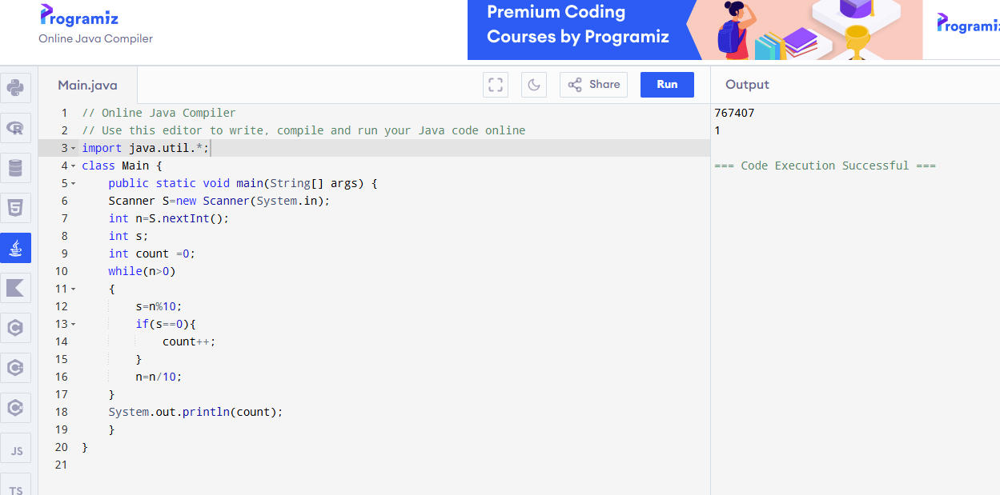 Programiz
Online Java Compiler
Premium Coding
Courses by Programiz
Programiz
Main.java
Share
Run
Output
1 // Online Java Compiler
2 // Use this editor to write, compile and run your Java code online
3 import java.util.*;
4 class Main {
5     public static void main(String[] args) {
6     Scanner S=new Scanner(System.in);
7     int n=S.nextInt();
8     int s;
9     int count =0;
10     while(n>0)
11     {
12         s=n%10;
13         if(s==0){
14             count++;
15         }
16         n=n/10;
17     }
18     System.out.println(count);
19     }
20 }
21
767407
1
=== Code Execution Successful ===
JS
TS